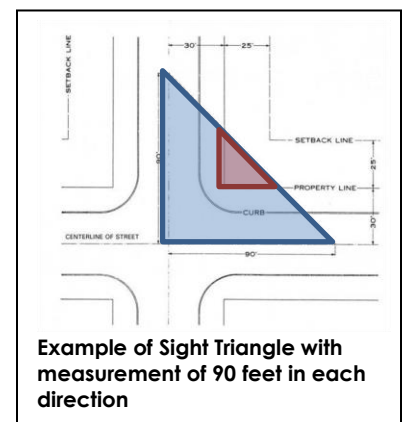 30' 25'
SETBACK LINE
90'
SETBACK LINE
25'
PROPERTY LINE
CURB
30'
CENTERLINE OF STREET
90'
Example of Sight Triangle with
measurement of 90 feet in each
direction